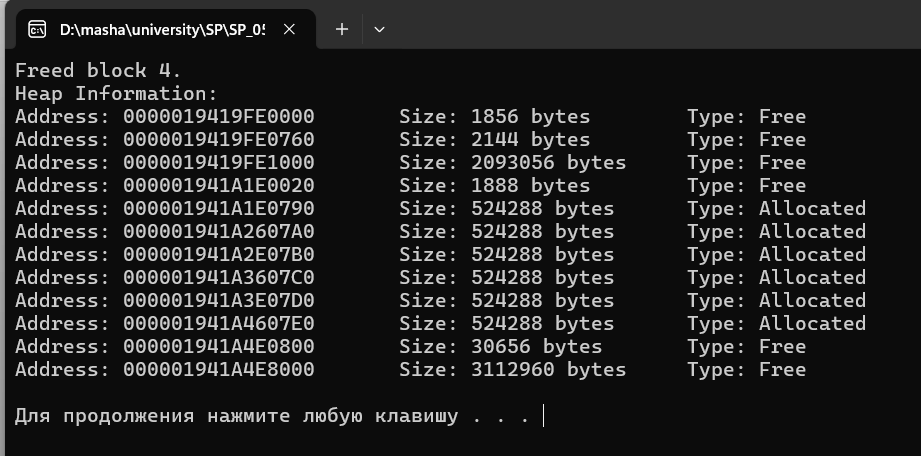 D:\masha\university\SP\SP_05
Freed block 4.
Heap Information:
Address: 0000019419FE0000 Size: 1856 bytes Type: Free
Address: 0000019419FE0760 Size: 2144 bytes Type: Free
Address: 0000019419FE1000 Size: 2093056 bytes Type: Free
Address: 000001941A1E0020 Size: 1888 bytes Type: Free
Address: 000001941A1E0790 Size: 524288 bytes Type: Allocated
Address: 000001941A2607A0 Size: 524288 bytes Type: Allocated
Address: 000001941A2E07B0 Size: 524288 bytes Type: Allocated
Address: 000001941A3607C0 Size: 524288 bytes Type: Allocated
Address: 000001941A3E07D0 Size: 524288 bytes Type: Allocated
Address: 000001941A4607E0 Size: 524288 bytes Type: Allocated
Address: 000001941A4E0800 Size: 30656 bytes Type: Free
Address: 000001941A4E8000 Size: 3112960 bytes Type: Free
Для продолжения нажмите любую клавишу . . .